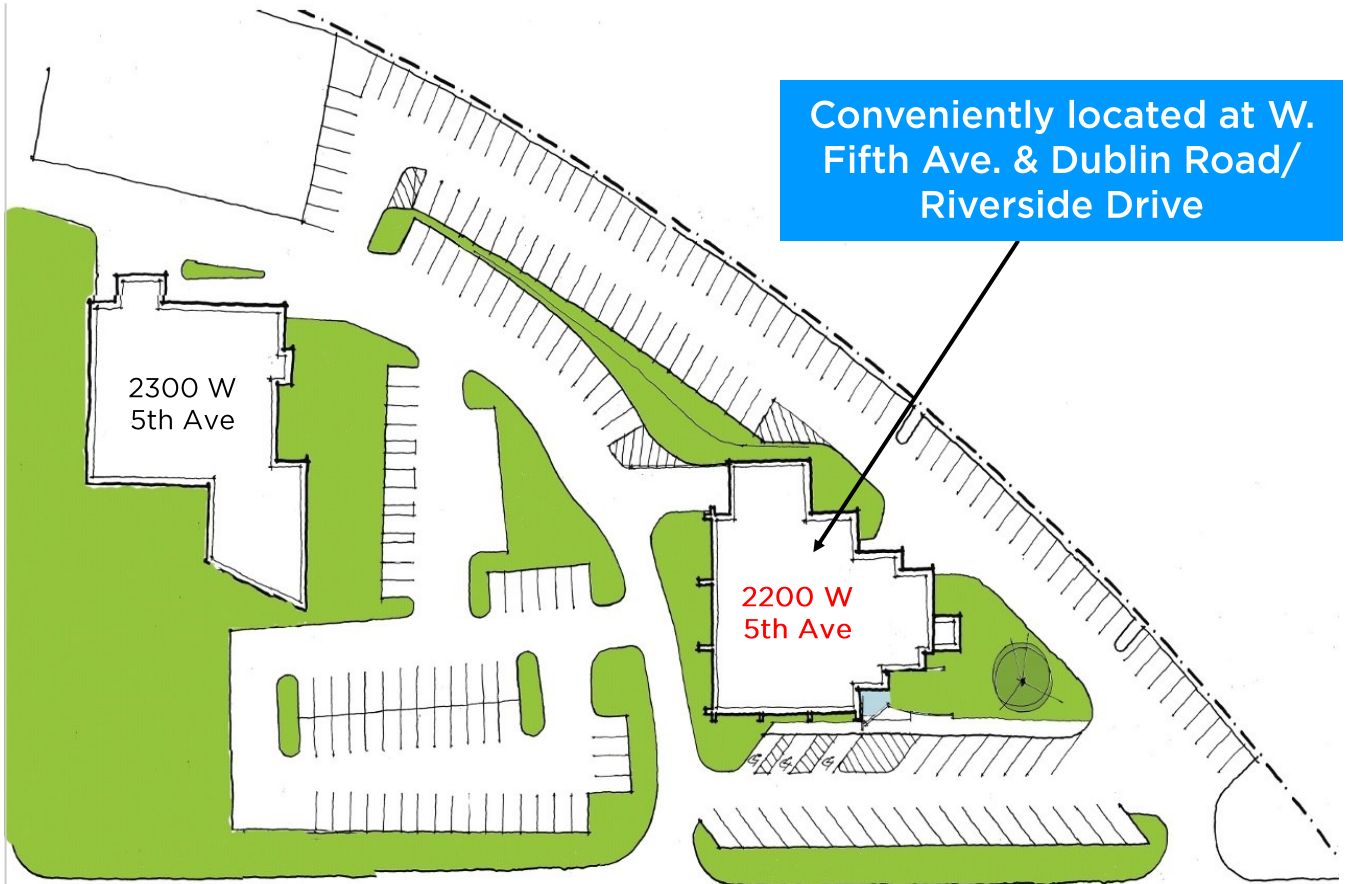 Conveniently located at W.
Fifth Ave. & Dublin Road/
Riverside Drive
2300 W
5th Ave
2200 W
5th Ave